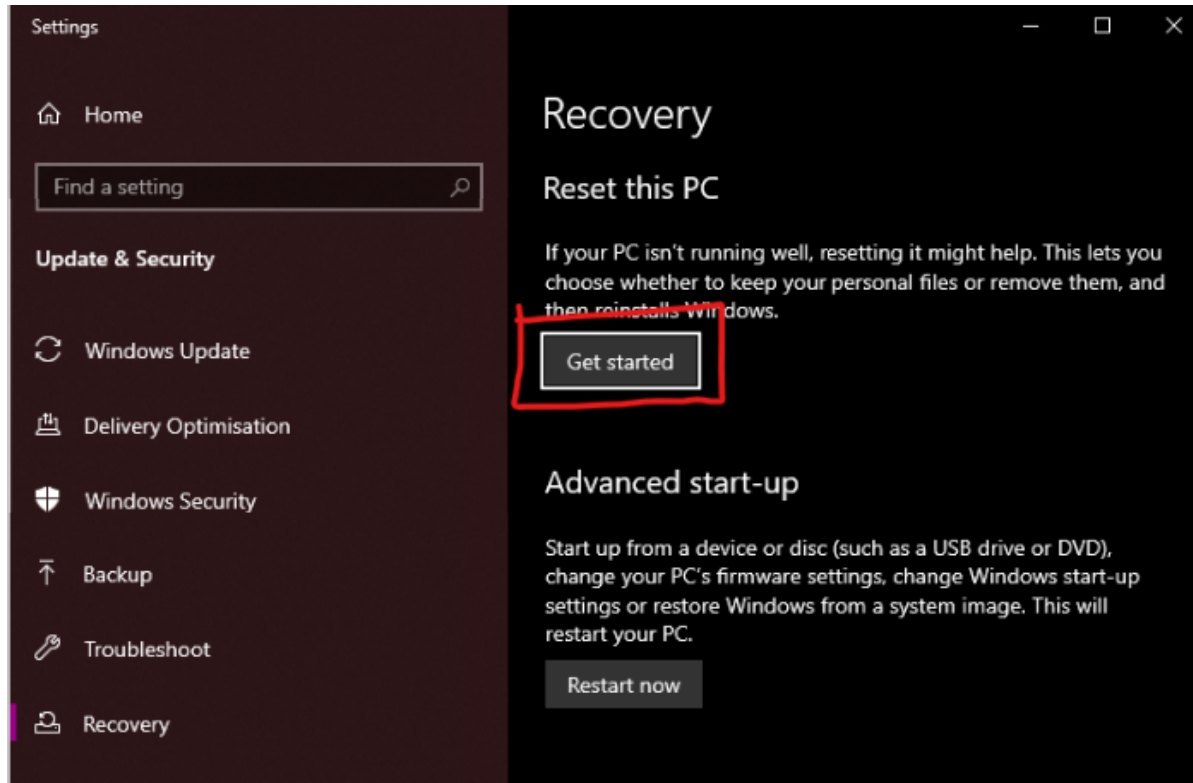 Settings
Home
Find a setting
Update & Security
Windows Update
Delivery Optimisation
Windows Security
Backup
Troubleshoot
Recovery
Recovery
Reset this PC
If your PC isn't running well, resetting it might help. This lets you
choose whether to keep your personal files or remove them, and
then reinstalls Windows.
Get started
Advanced start-up
Start up from a device or disc (such as a USB drive or DVD),
change your PC's firmware settings, change Windows start-up
settings or restore Windows from a system image. This will
restart your PC.
Restart now